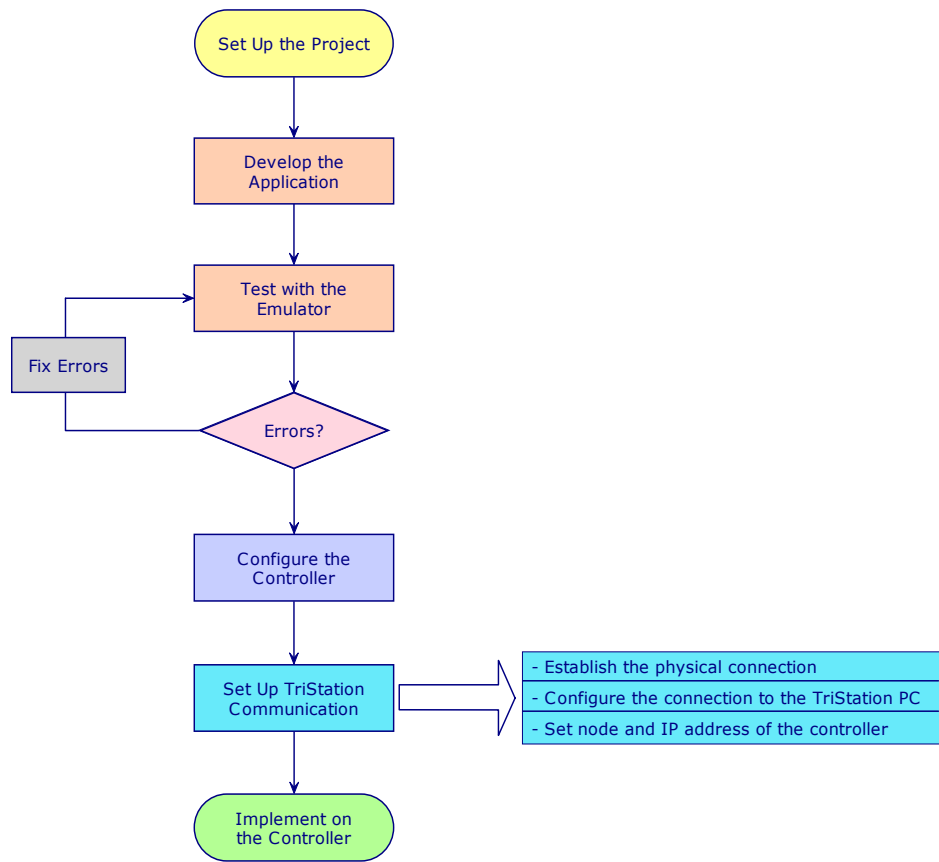 Set Up the Project
Develop the
Application
Test with the
Emulator
Fix Errors
Errors?
Configure the
Controller
Set Up TriStation
Communication
- Establish the physical connection
- Configure the connection to the TriStation PC
- Set node and IP address of the controller
Implement on
the Controller